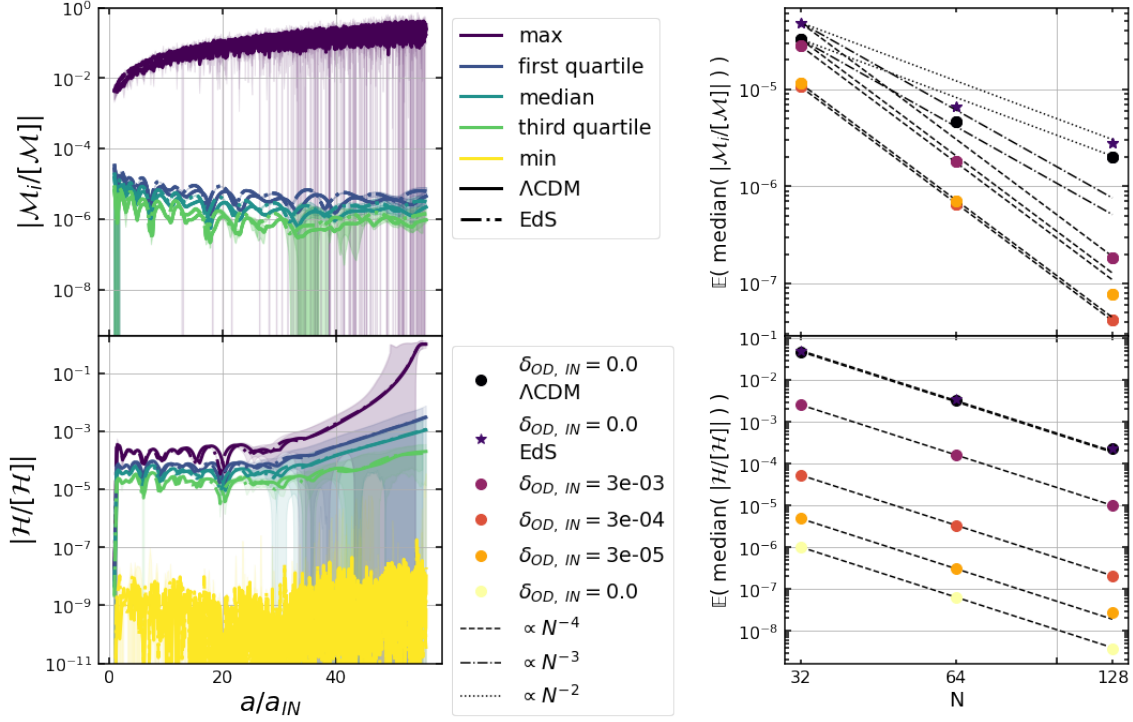 10⁰
10⁻²
10⁻⁴
10⁻⁶
10⁻⁸
|ℳᵢ/[ℳ]|
max
first quartile
median
third quartile
min
ΛCDM
EdS
10⁻⁵
10⁻⁶
10⁻⁷
𝔼( median( |ℳᵢ/[ℳ]| ) )
10⁻¹
10⁻³
10⁻⁵
10⁻⁷
10⁻⁹
10⁻¹¹
|ℋ/[ℋ]|
0
20
40
a/a_IN
δ_OD, IN = 0.0
ΛCDM
δ_OD, IN = 0.0
EdS
δ_OD, IN = 3e-03
δ_OD, IN = 3e-04
δ_OD, IN = 3e-05
δ_OD, IN = 0.0
∝ N⁻⁴
∝ N⁻³
∝ N⁻²
10⁻¹
10⁻¹
10⁻²
10⁻³
10⁻⁴
10⁻⁵
10⁻⁶
10⁻⁷
10⁻⁸
𝔼( median( |ℋ/[ℋ]| ) )
32
64
128
N